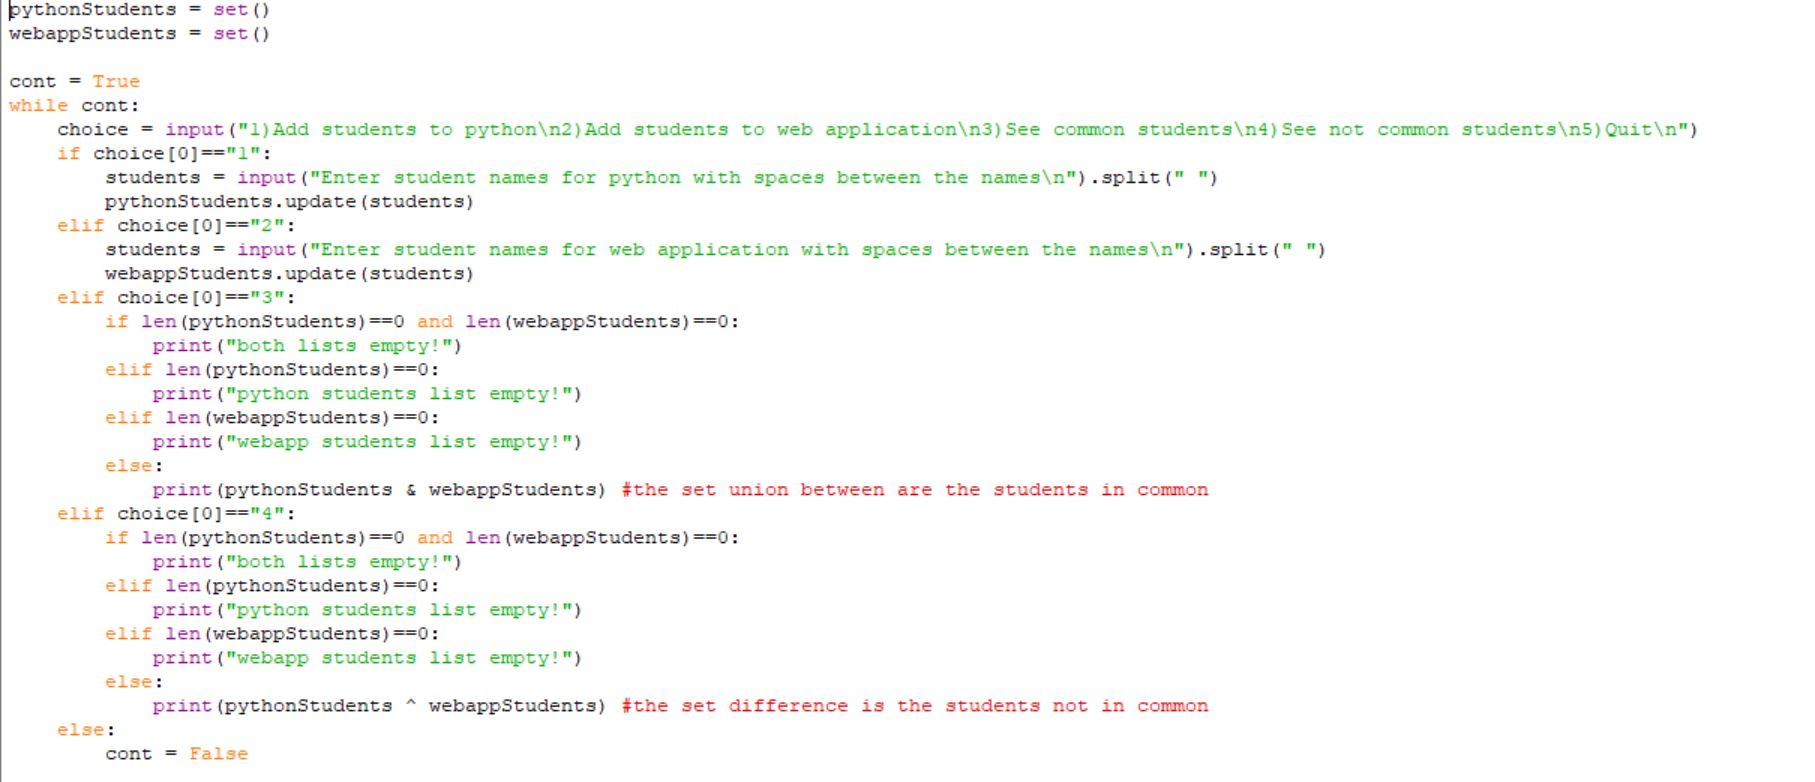 pythonStudents = set()
webappStudents = set()

cont = True
while cont:
    choice = input("1)Add students to python\n2)Add students to web application\n3)See common students\n4)See not common students\n5)Quit\n")
    if choice[0]=="1":
        students = input("Enter student names for python with spaces between the names\n").split(" ")
        pythonStudents.update(students)
    elif choice[0]=="2":
        students = input("Enter student names for web application with spaces between the names\n").split(" ")
        webappStudents.update(students)
    elif choice[0]=="3":
        if len(pythonStudents)==0 and len(webappStudents)==0:
            print("both lists empty!")
        elif len(pythonStudents)==0:
            print("python students list empty!")
        elif len(webappStudents)==0:
            print("webapp students list empty!")
        else:
            print(pythonStudents & webappStudents) #the set union between are the students in common
    elif choice[0]=="4":
        if len(pythonStudents)==0 and len(webappStudents)==0:
            print("both lists empty!")
        elif len(pythonStudents)==0:
            print("python students list empty!")
        elif len(webappStudents)==0:
            print("webapp students list empty!")
        else:
            print(pythonStudents ^ webappStudents) #the set difference is the students not in common
    else:
        cont = False